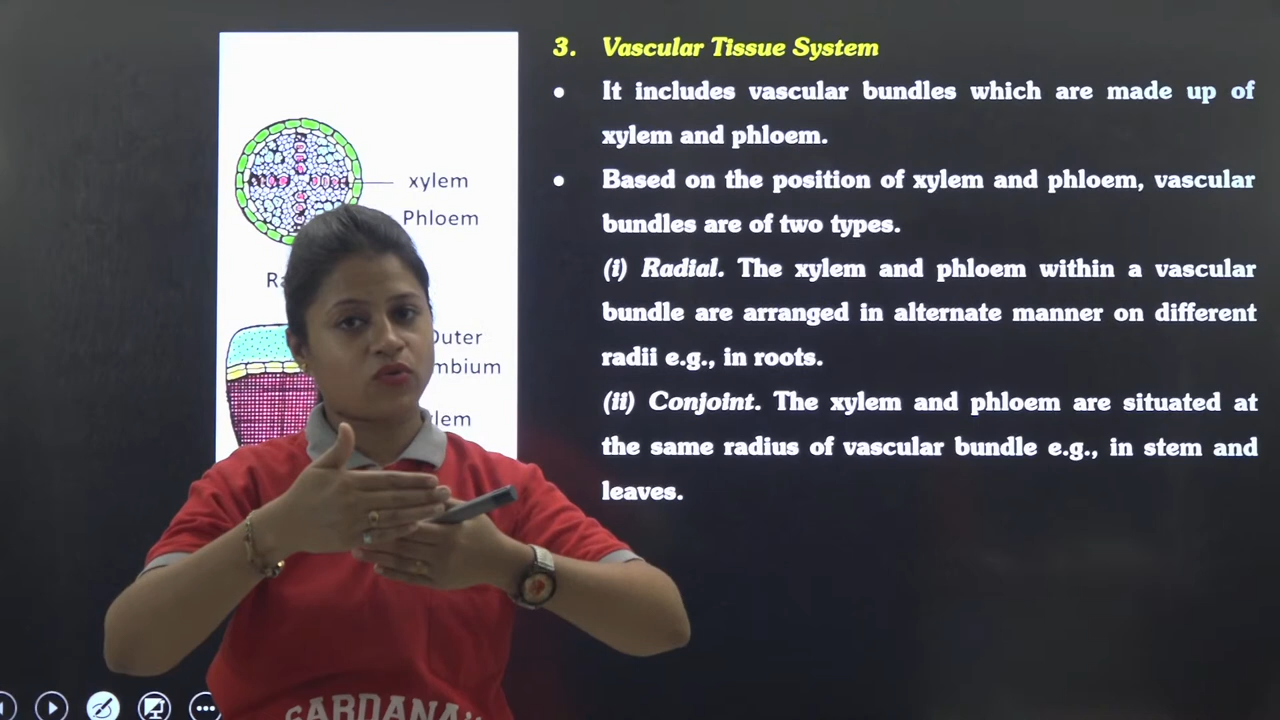 3. Vascular Tissue System
• It includes vascular bundles which are made up of
xylem and phloem.
• Based on the position of xylem and phloem, vascular
bundles are of two types.
(i) Radial. The xylem and phloem within a vascular
bundle are arranged in alternate manner on different
radii e.g., in roots.
(ii) Conjoint. The xylem and phloem are situated at
the same radius of vascular bundle e.g., in stem and
leaves.
xylem
Phloem